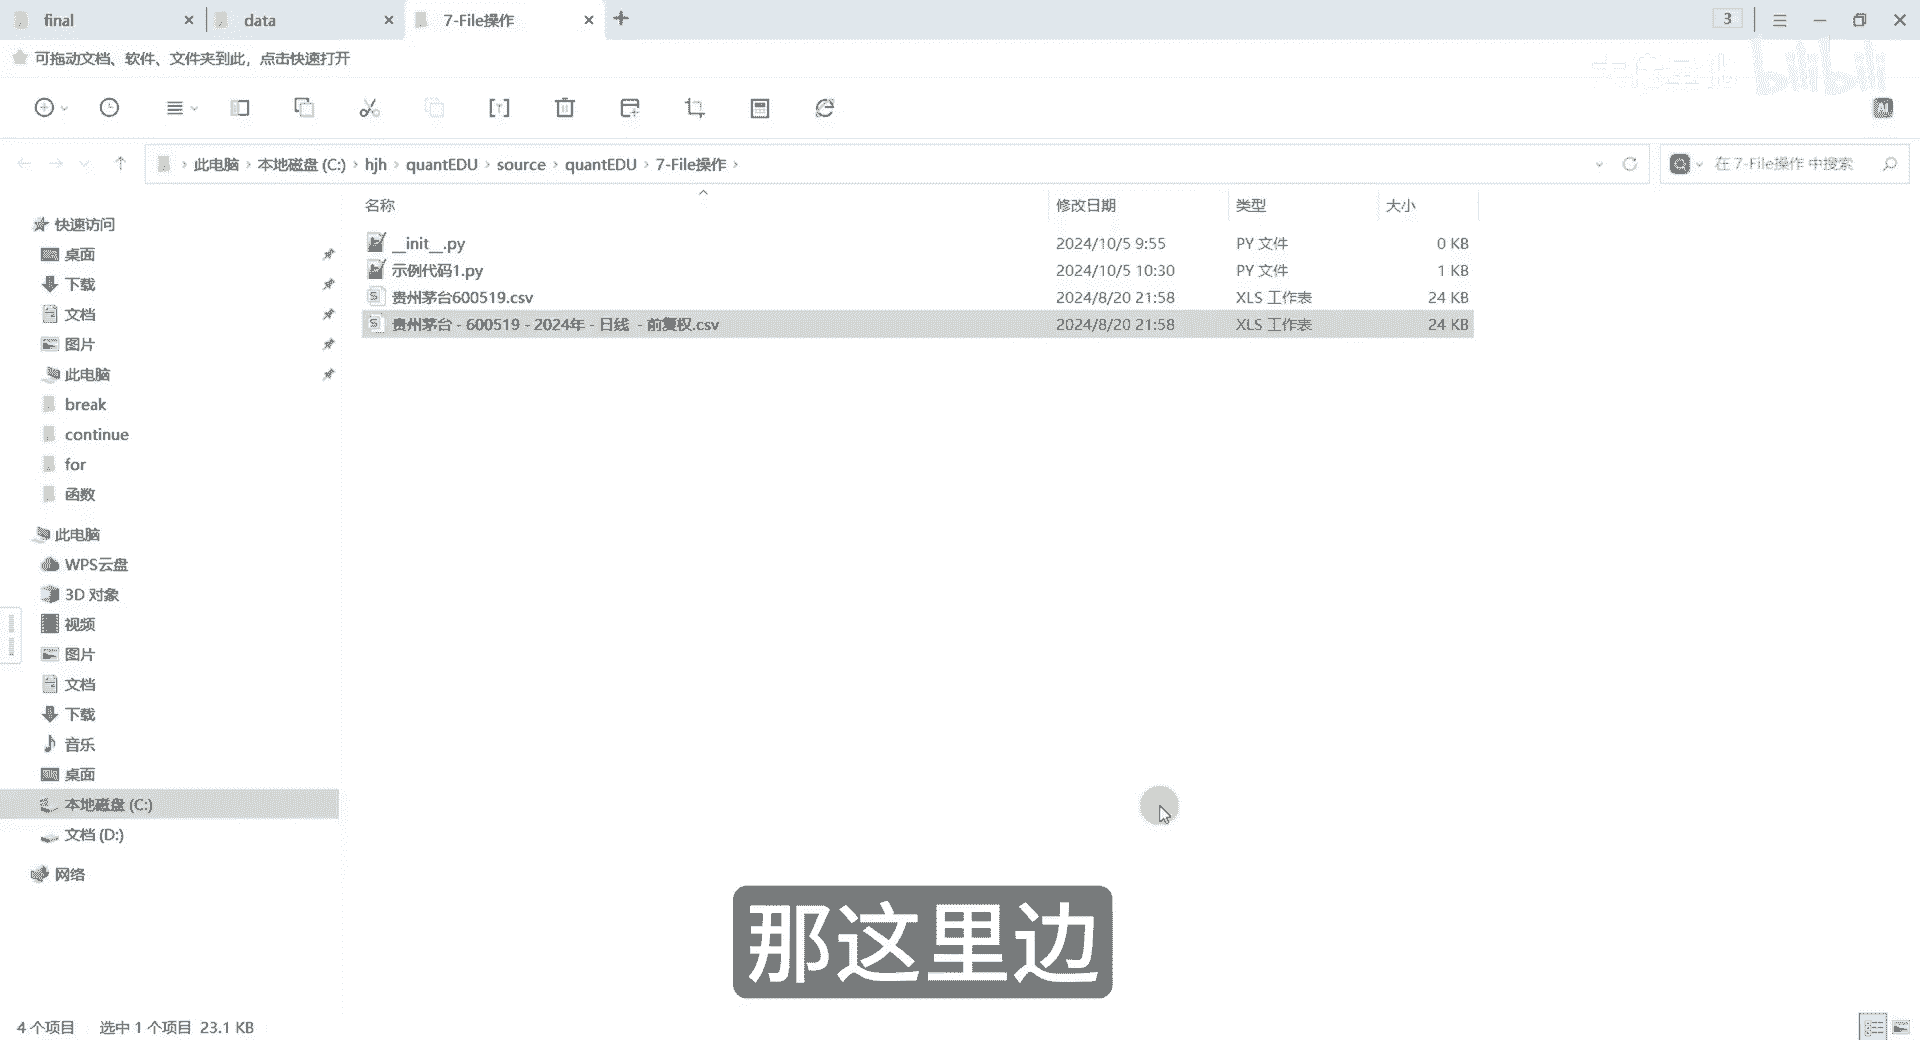 final
data
7-File操作
3
可拖动文档、软件、文件夹到此，点击快速打开
bilibili
AI
此电脑 › 本地磁盘 (C:) › hjh › quantEDU › source › quantEDU › 7-File操作 ›
在 7-File操作 中搜索
名称 修改日期 类型 大小
__init__.py 2024/10/5 9:55 PY 文件 0 KB
示例代码1.py 2024/10/5 10:30 PY 文件 1 KB
贵州茅台600519.csv 2024/8/20 21:58 XLS 工作表 24 KB
贵州茅台 - 600519 - 2024年 - 日线 - 前复权.csv 2024/8/20 21:58 XLS 工作表 24 KB
快速访问
桌面
下载
文档
图片
此电脑
break
continue
for
函数
此电脑
WPS云盘
3D 对象
视频
图片
文档
下载
音乐
桌面
本地磁盘 (C:)
文档 (D:)
网络
那这里边
4 个项目 选中 1 个项目 23.1 KB